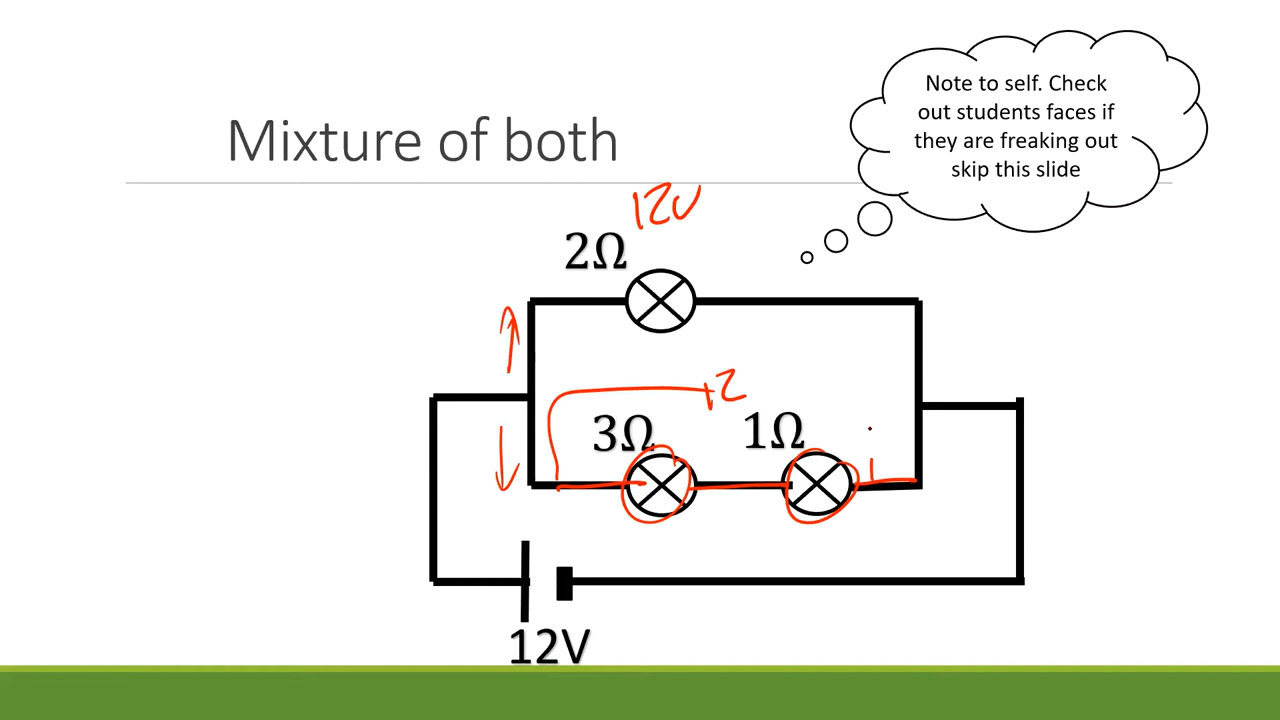 Note to self. Check
out students faces if
they are freaking out
skip this slide
Mixture of both
12V
2Ω
12
3Ω
1Ω
12V